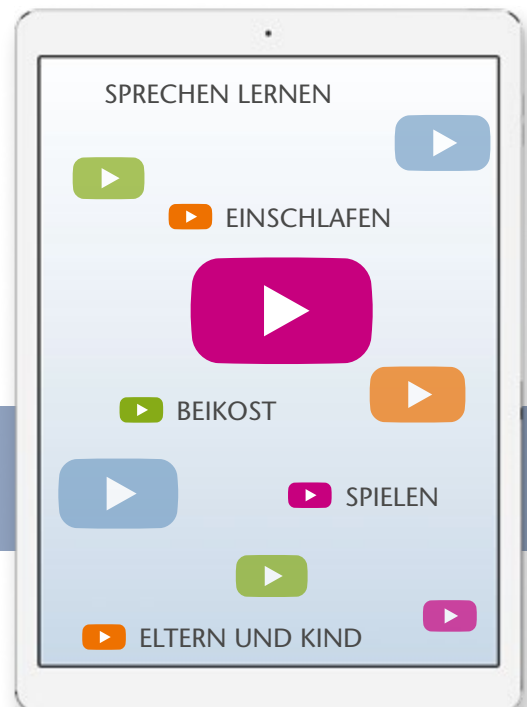 SPRECHEN LERNEN
EINSCHLAFEN
BEIKOST
SPIELEN
ELTERN UND KIND